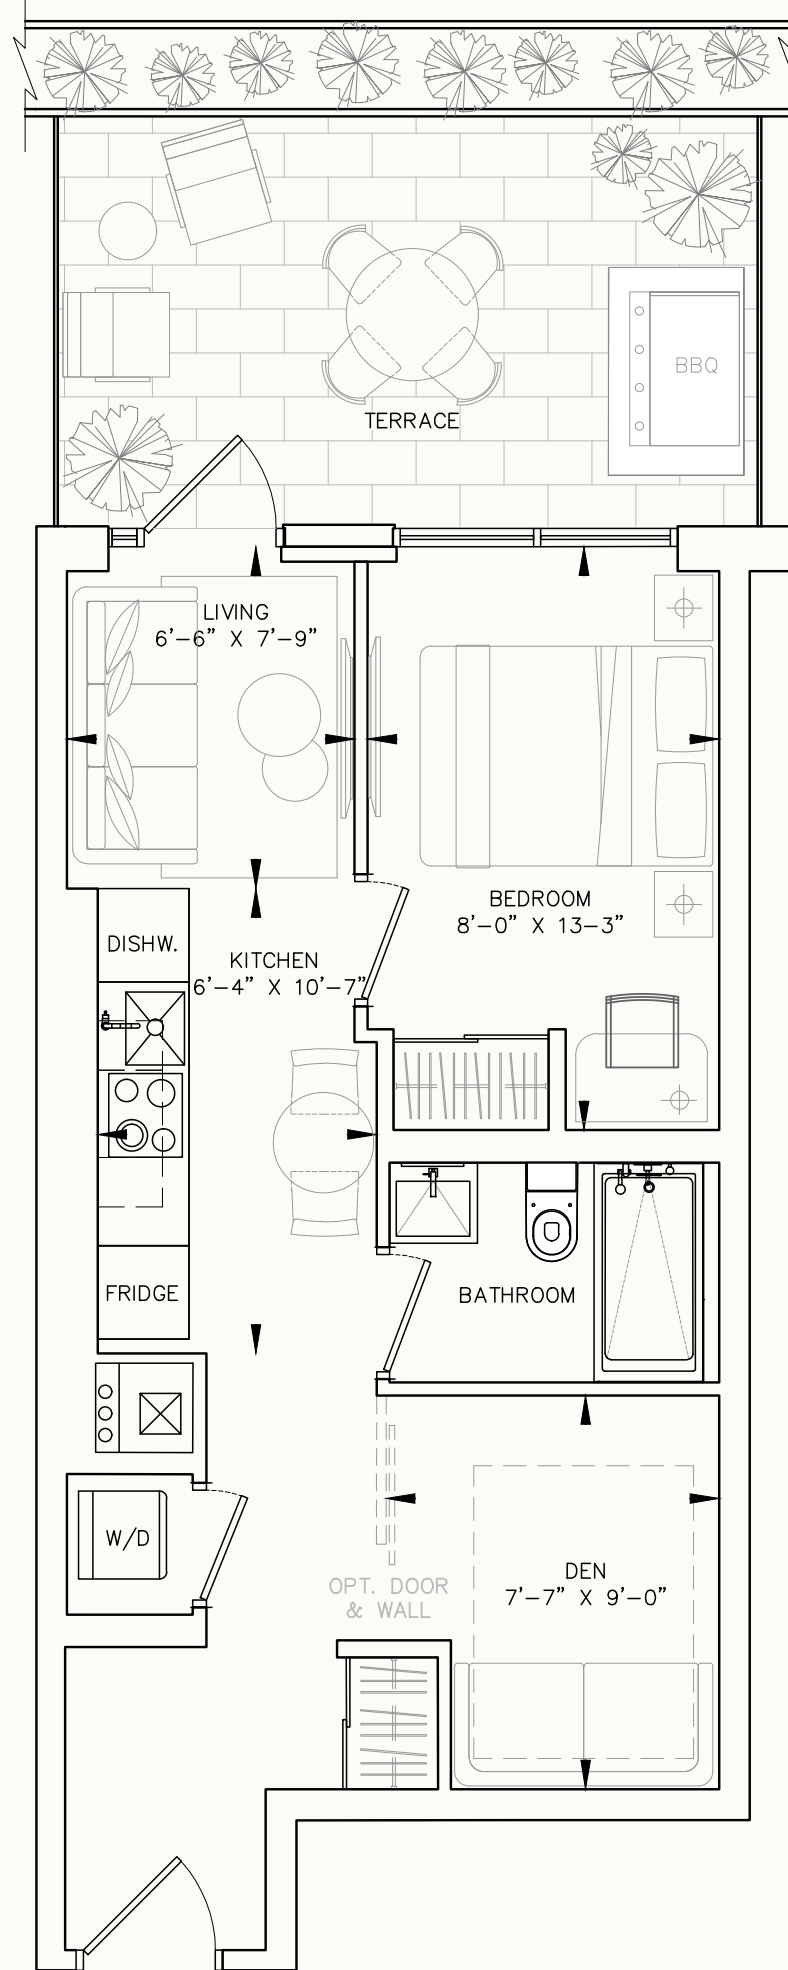 BBQ
TERRACE
LIVING
6'-6" X 7'-9"
BEDROOM
8'-0" X 13-3"
DISHW.
KITCHEN
6'-4" X 10'-7"
FRIDGE
BATHROOM
W/D
DEN
7'-7" X 9'-0"
OPT. DOOR
& WALL